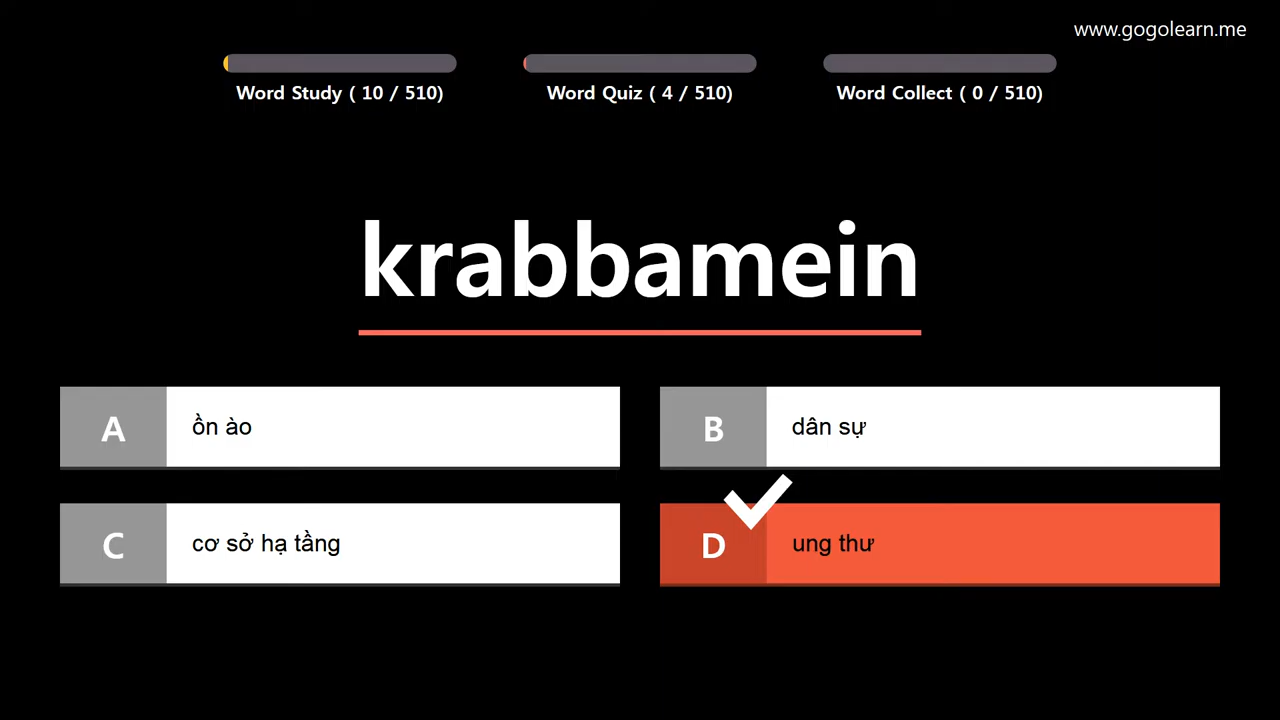 www.gogolearn.me
Word Study ( 10 / 510)
Word Quiz ( 4 / 510)
Word Collect ( 0 / 510)
krabbamein
A
ồn ào
B
dân sự
C
cơ sở hạ tầng
D
ung thư